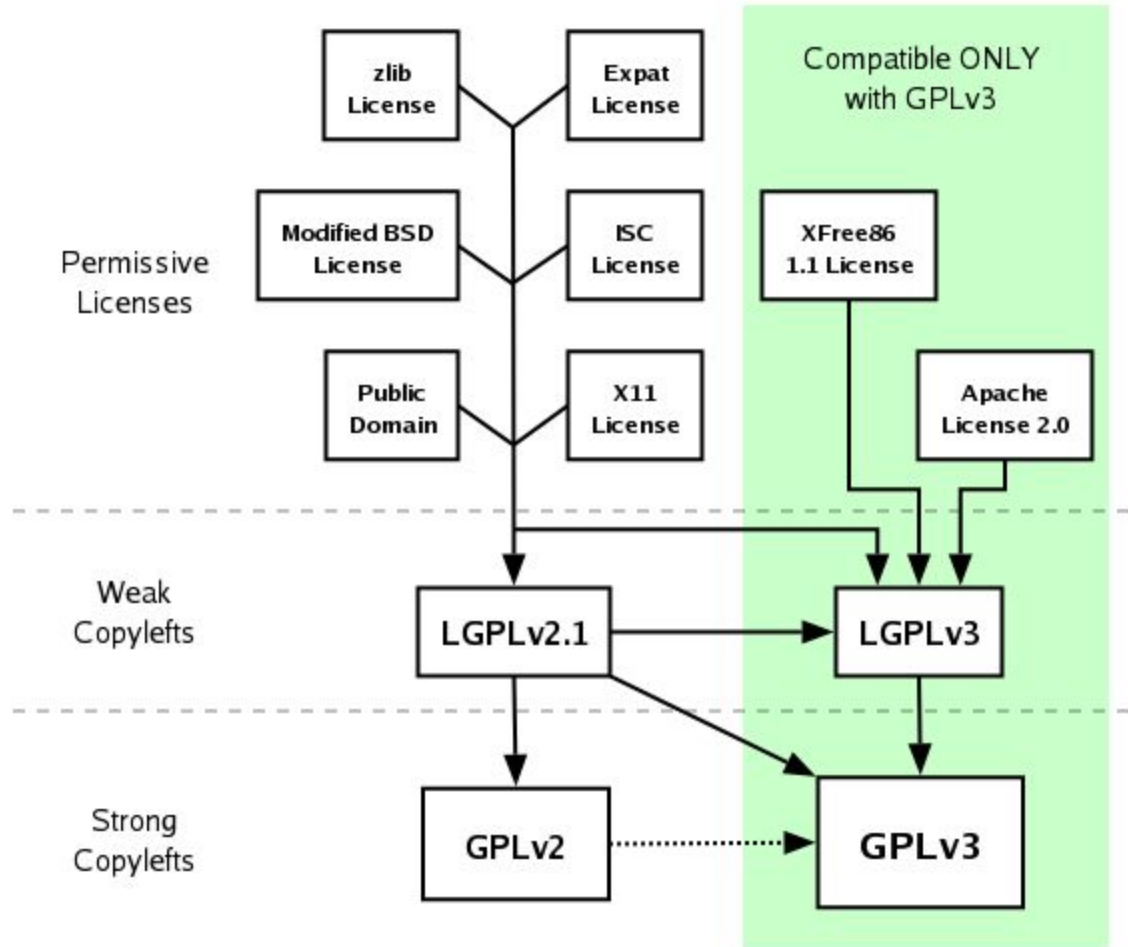 Compatible ONLY
with GPLv3
zlib
License
Expat
License
Permissive
Licenses
Modified BSD
License
ISC
License
XFree86
1.1 License
Public
Domain
X11
License
Apache
License 2.0
Weak
Copylefts
LGPLv2.1
LGPLv3
Strong
Copylefts
GPLv2
GPLv3